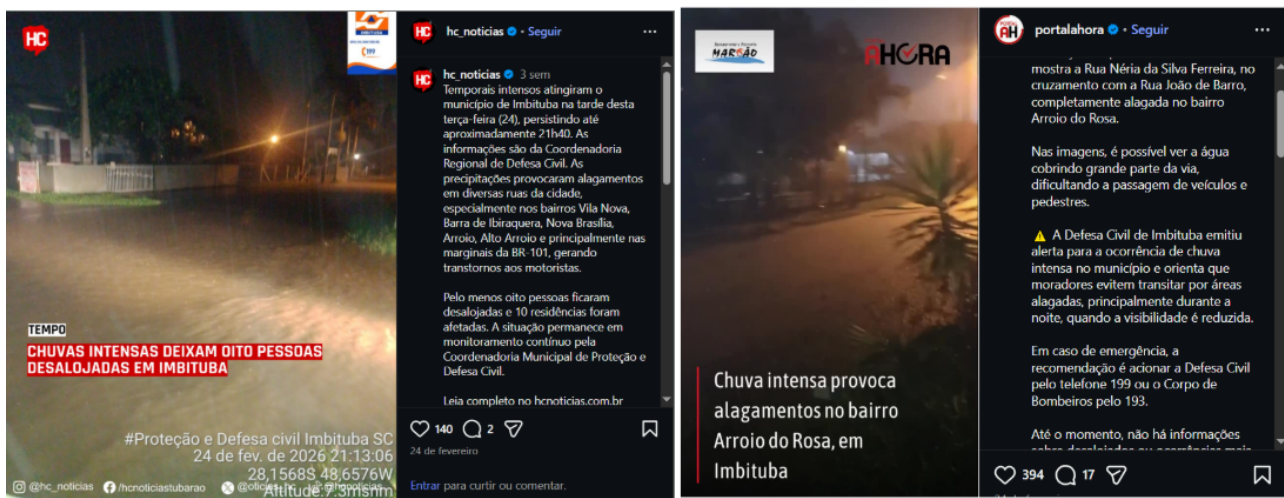 HC
IMBITUBA
199
TEMPO
CHUVAS INTENSAS DEIXAM OITO PESSOAS
DESALOJADAS EM IMBITUBA
#Proteção e Defesa civil Imbituba SC
24 de fev. de 2026 21:13:06
28,1568S 48,6576W
Altitude:7.3msnm
@hc_noticias
/hcnoticiastubarao
HC
hc_noticias • Seguir
HC
hc_noticias 3 sem
Temporais intensos atingiram o
município de Imbituba na tarde desta
terça-feira (24), persistindo até
aproximadamente 21h40. As
informações são da Coordenadoria
Regional de Defesa Civil. As
precipitações provocaram alagamentos
em diversas ruas da cidade,
especialmente nos bairros Vila Nova,
Barra de Ibiraquera, Nova Brasília,
Arroio, Alto Arroio e principalmente nas
marginais da BR-101, gerando
transtornos aos motoristas.
Pelo menos oito pessoas ficaram
desalojadas e 10 residências foram
afetadas. A situação permanece em
monitoramento contínuo pela
Coordenadoria Municipal de Proteção e
Defesa Civil.
Leia completo no hcnoticias.com.br
140 2
24 de fevereiro
Entrar para curtir ou comentar.
MARZÃO
AHORA
Chuva intensa provoca
alagamentos no bairro
Arroio do Rosa, em
Imbituba
AH
portalahora • Seguir
mostra a Rua Néria da Silva Ferreira, no
cruzamento com a Rua João de Barro,
completamente alagada no bairro
Arroio do Rosa.
Nas imagens, é possível ver a água
cobrindo grande parte da via,
dificultando a passagem de veículos e
pedestres.
⚠️ A Defesa Civil de Imbituba emitiu
alerta para a ocorrência de chuva
intensa no município e orienta que
moradores evitem transitar por áreas
alagadas, principalmente durante a
noite, quando a visibilidade é reduzida.
Em caso de emergência, a
recomendação é acionar a Defesa Civil
pelo telefone 199 ou o Corpo de
Bombeiros pelo 193.
Até o momento, não há informações
394 17